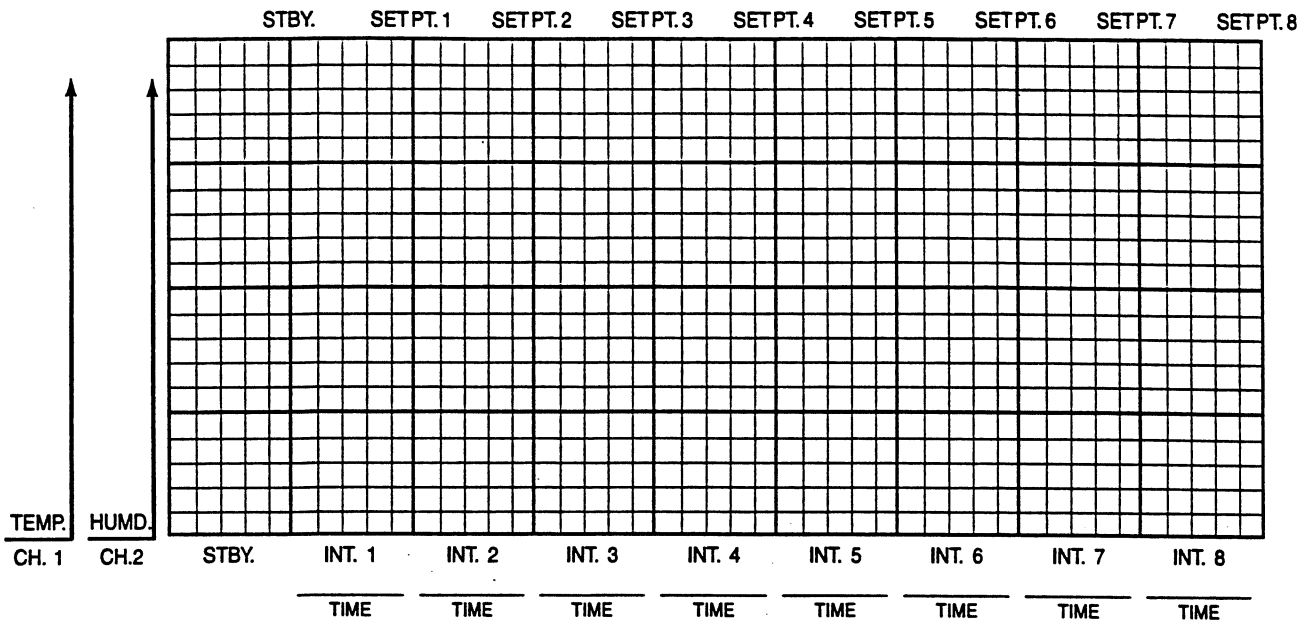 STBY. SETPT. 1 SETPT. 2 SETPT. 3 SETPT. 4 SETPT. 5 SETPT. 6 SETPT. 7 SETPT. 8
TEMP. HUMD.
CH. 1 CH.2 STBY. INT. 1 INT. 2 INT. 3 INT. 4 INT. 5 INT. 6 INT. 7 INT. 8
TIME TIME TIME TIME TIME TIME TIME TIME